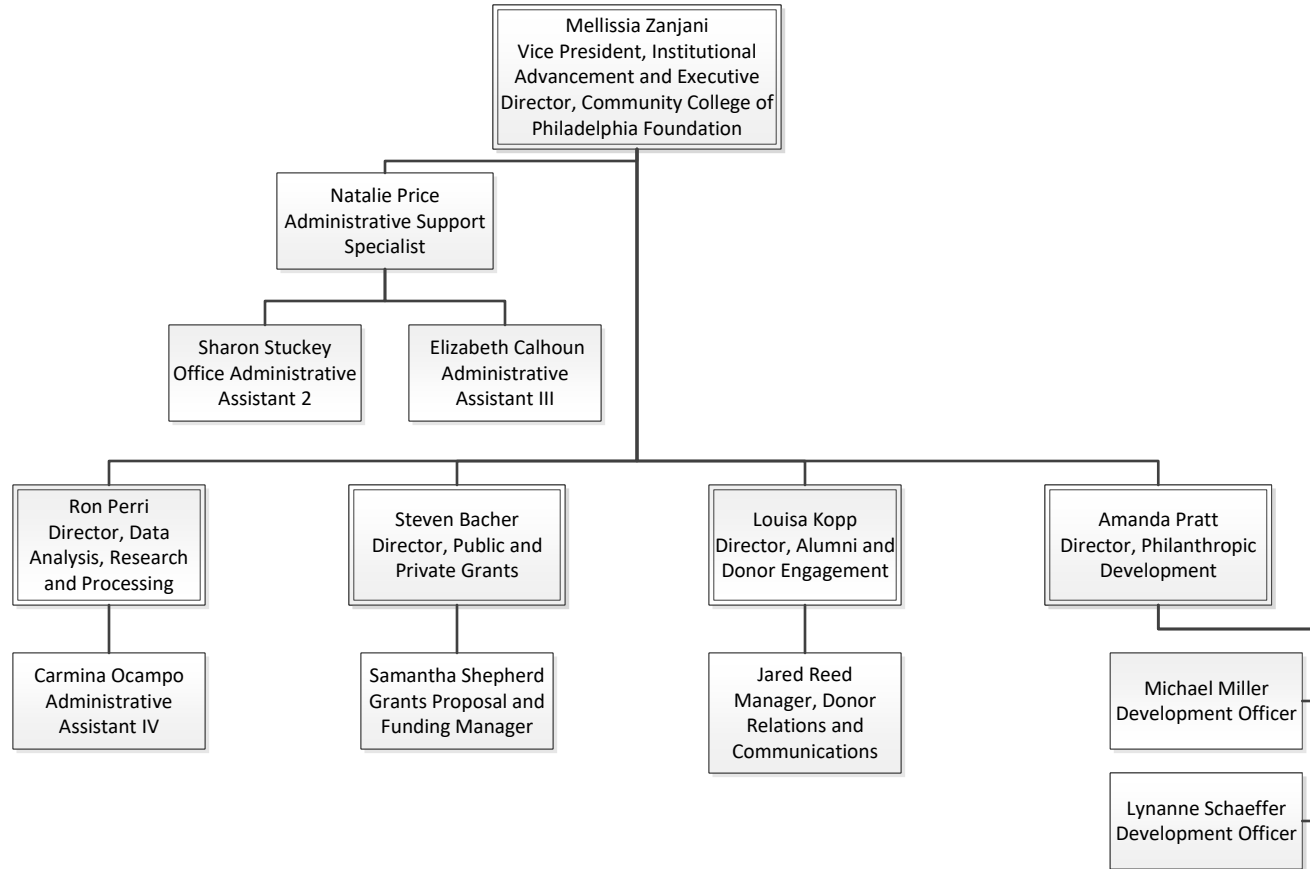 Mellissia Zanjani
Vice President, Institutional
Advancement and Executive
Director, Community College of
Philadelphia Foundation
Natalie Price
Administrative Support
Specialist
Sharon Stuckey
Office Administrative
Assistant 2
Elizabeth Calhoun
Administrative
Assistant III
Ron Perri
Director, Data
Analysis, Research
and Processing
Steven Bacher
Director, Public and
Private Grants
Louisa Kopp
Director, Alumni and
Donor Engagement
Amanda Pratt
Director, Philanthropic
Development
Carmina Ocampo
Administrative
Assistant IV
Samantha Shepherd
Grants Proposal and
Funding Manager
Jared Reed
Manager, Donor
Relations and
Communications
Michael Miller
Development Officer
Lynanne Schaeffer
Development Officer